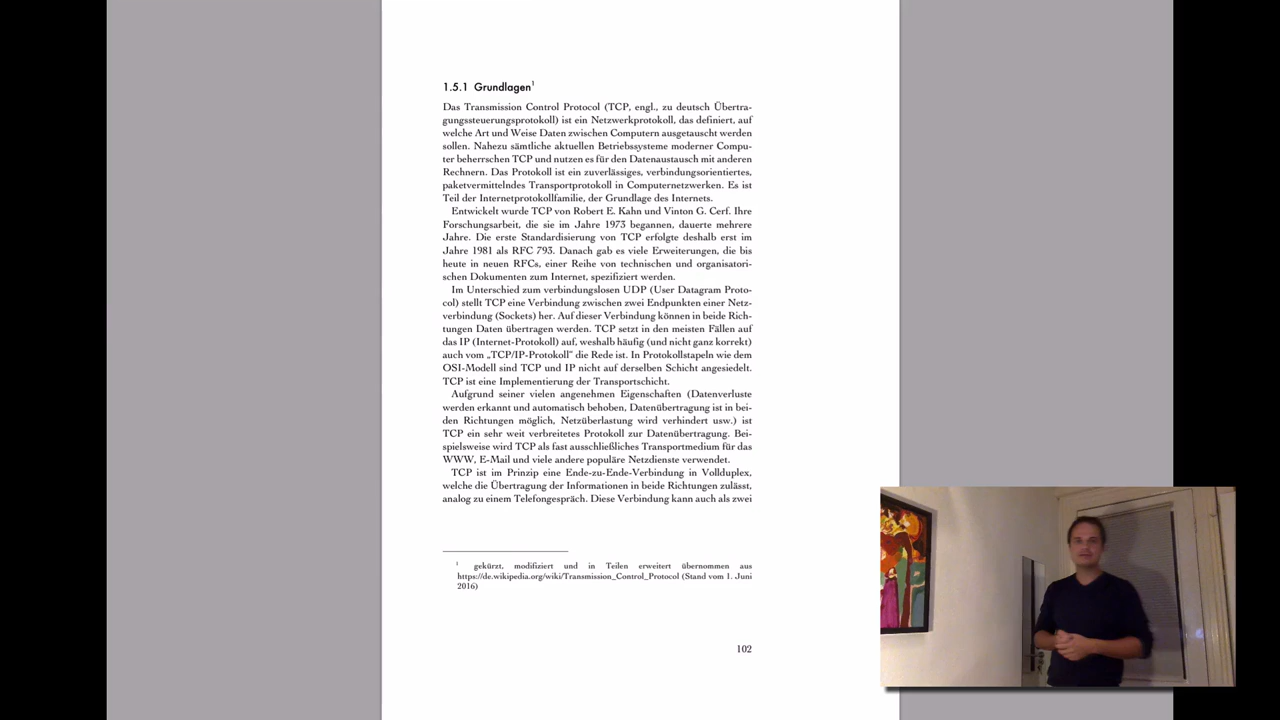 1.5.1 Grundlagen¹
Das Transmission Control Protocol (TCP, engl., zu deutsch Übertra-
gungssteuerungsprotokoll) ist ein Netzwerkprotokoll, das definiert, auf
welche Art und Weise Daten zwischen Computern ausgetauscht werden
sollen. Nahezu sämtliche aktuellen Betriebssysteme moderner Compu-
ter beherrschen TCP und nutzen es für den Datenaustausch mit anderen
Rechnern. Das Protokoll ist ein zuverlässiges, verbindungsorientiertes,
paketvermittelndes Transportprotokoll in Computernetzwerken. Es ist
Teil der Internetprotokollfamilie, der Grundlage des Internets.
Entwickelt wurde TCP von Robert E. Kahn und Vinton G. Cerf. Ihre
Forschungsarbeit, die sie im Jahre 1973 begannen, dauerte mehrere
Jahre. Die erste Standardisierung von TCP erfolgte deshalb erst im
Jahre 1981 als RFC 793. Danach gab es viele Erweiterungen, die bis
heute in neuen RFCs, einer Reihe von technischen und organisatori-
schen Dokumenten zum Internet, spezifiziert werden.
Im Unterschied zum verbindungslosen UDP (User Datagram Proto-
col) stellt TCP eine Verbindung zwischen zwei Endpunkten einer Netz-
verbindung (Sockets) her. Auf dieser Verbindung können in beide Rich-
tungen Daten übertragen werden. TCP setzt in den meisten Fällen auf
das IP (Internet-Protokoll) auf, weshalb häufig (und nicht ganz korrekt)
auch vom „TCP/IP-Protokoll“ die Rede ist. In Protokollstapeln wie dem
OSI-Modell sind TCP und IP nicht auf derselben Schicht angesiedelt.
TCP ist eine Implementierung der Transportschicht.
Aufgrund seiner vielen angenehmen Eigenschaften (Datenverluste
werden erkannt und automatisch behoben, Datenübertragung ist in bei-
den Richtungen möglich, Netzüberlastung wird verhindert usw.) ist
TCP ein sehr weit verbreitetes Protokoll zur Datenübertragung. Bei-
spielsweise wird TCP als fast ausschließliches Transportmedium für das
WWW, E-Mail und viele andere populäre Netzdienste verwendet.
TCP ist im Prinzip eine Ende-zu-Ende-Verbindung in Vollduplex,
welche die Übertragung der Informationen in beide Richtungen zulässt,
analog zu einem Telefongespräch. Diese Verbindung kann auch als zwei
¹ gekürzt, modifiziert und in Teilen erweitert übernommen aus
https://de.wikipedia.org/wiki/Transmission_Control_Protocol (Stand vom 1. Juni
2016)
102